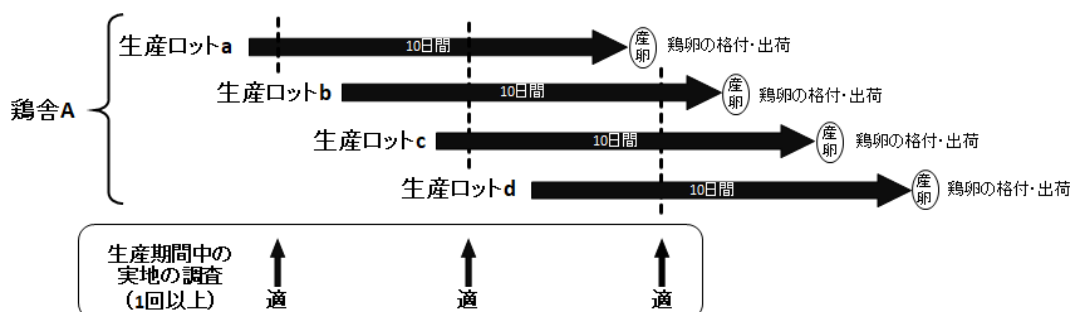 生産ロットa
10日間
産卵
鶏卵の格付・出荷
生産ロットb
10日間
産卵
鶏卵の格付・出荷
鶏舎A
生産ロットc
10日間
産卵
鶏卵の格付・出荷
生産ロットd
10日間
産卵
鶏卵の格付・出荷
生産期間中の
実地の調査
(1回以上)
適
適
適